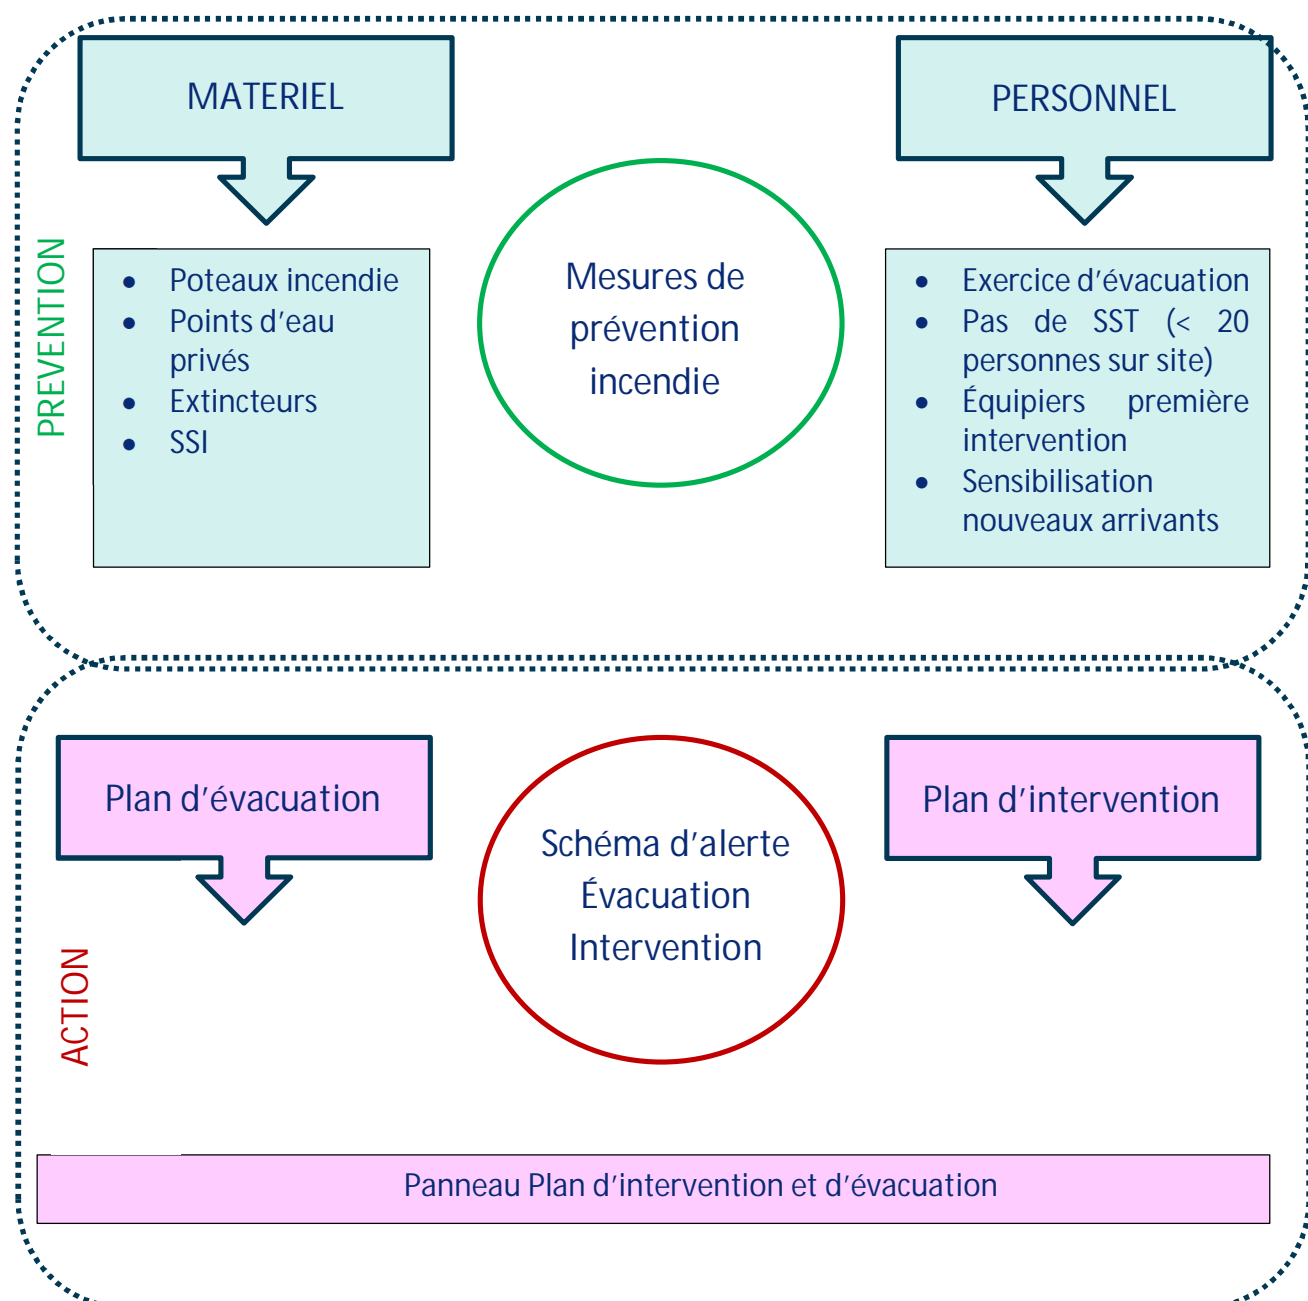 MATERIEL
PERSONNEL
PREVENTION
• Poteaux incendie
• Points d’eau
privés
• Extincteurs
• SSI
Mesures de
prévention
incendie
• Exercice d’évacuation
• Pas de SST (< 20
personnes sur site)
• Équipiers première
intervention
• Sensibilisation
nouveaux arrivants
Plan d’évacuation
Plan d’intervention
Schéma d’alerte
Évacuation
Intervention
ACTION
Panneau Plan d’intervention et d’évacuation